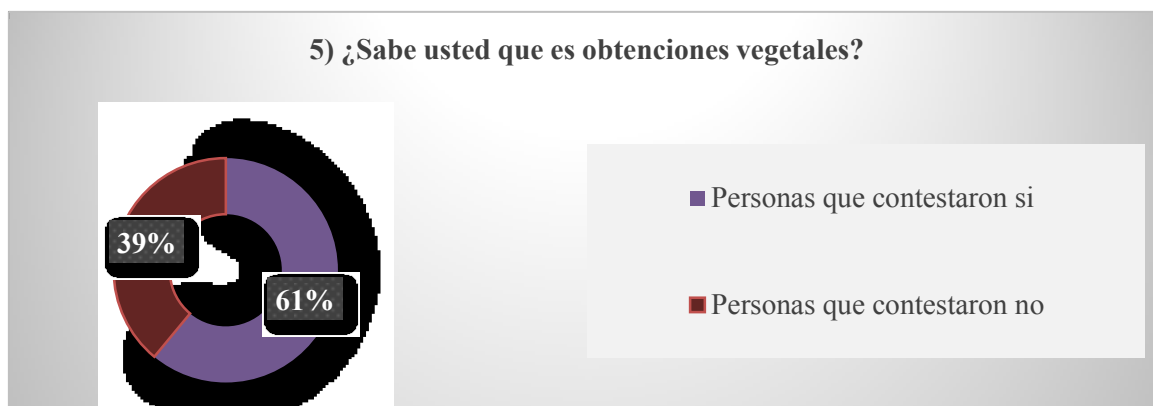 5) ¿Sabe usted que es obtenciones vegetales?
39%
61%
Personas que contestaron si
Personas que contestaron no